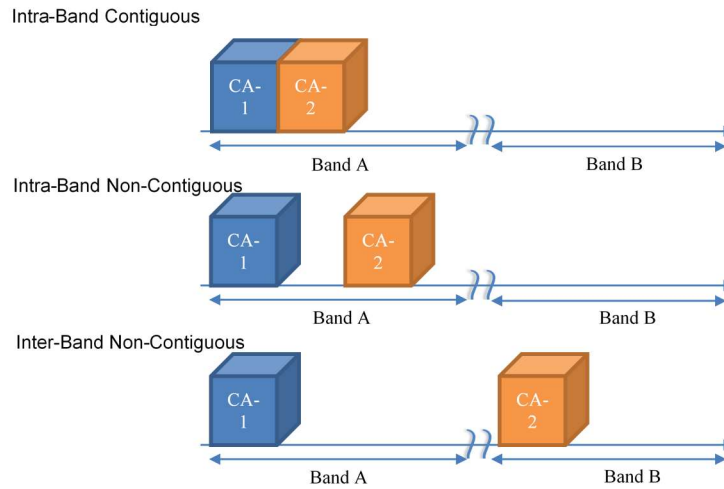 Intra-Band Contiguous
CA-
1
CA-
2
Band A
Band B
Intra-Band Non-Contiguous
CA-
1
CA-
2
Band A
Band B
Inter-Band Non-Contiguous
CA-
1
CA-
2
Band A
Band B